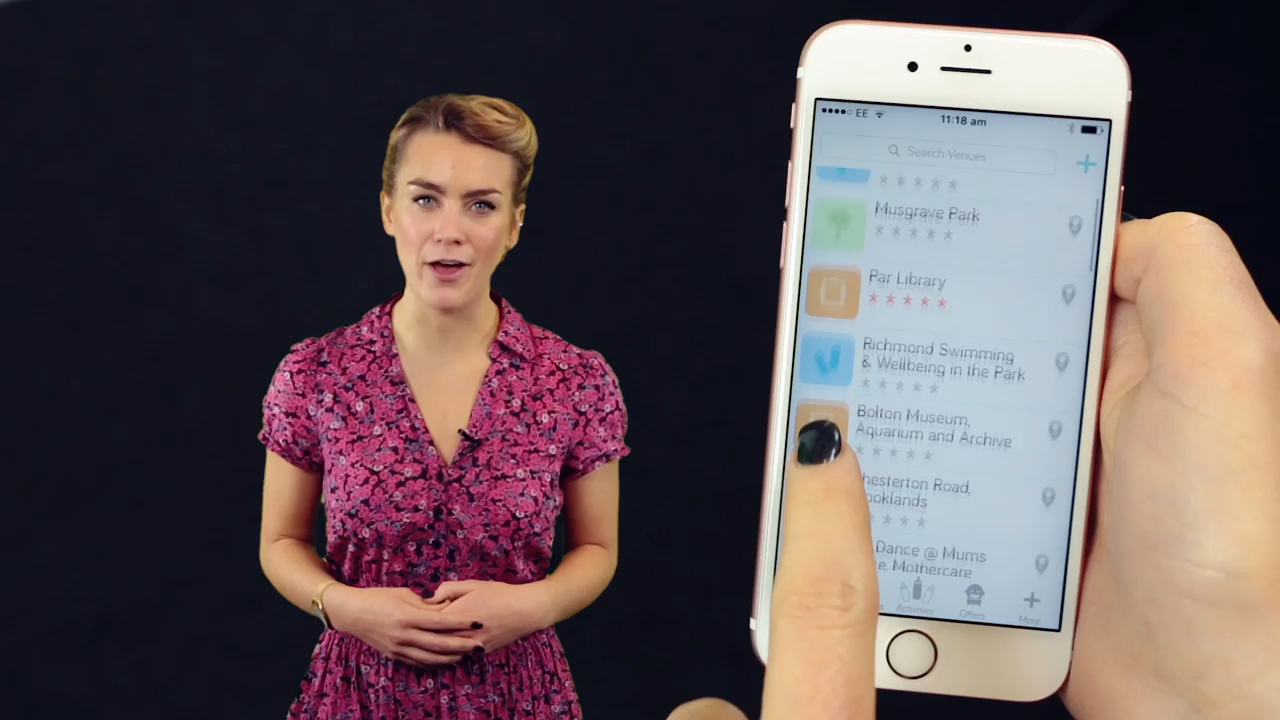 EE
11:18 am
Search Venues
Musgrave Park
Par Library
Richmond Swimming
& Wellbeing in the Park
Bolton Museum,
Aquarium and Archive
hesterton Road,
ooklands
Dance @ Mums
Mothercare
Activities
Offers
More